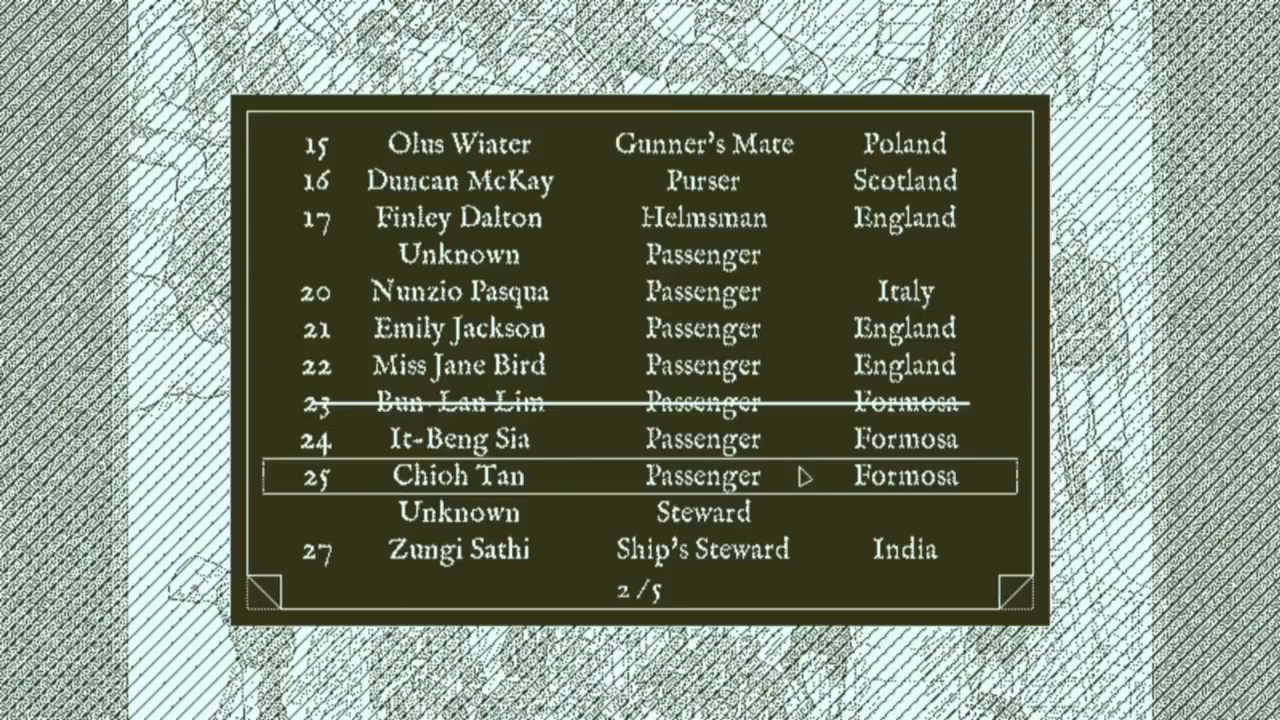 15 Olus Wiater Gunner's Mate Poland
16 Duncan McKay Purser Scotland
17 Finley Dalton Helmsman England
Unknown Passenger
20 Nunzio Pasqua Passenger Italy
21 Emily Jackson Passenger England
22 Miss Jane Bird Passenger England
23 Bun-Lan Lim Passenger Formosa
24 It-Beng Sia Passenger Formosa
25 Chioh Tan Passenger Formosa
Unknown Steward
27 Zungi Sathi Ship's Steward India
2/5